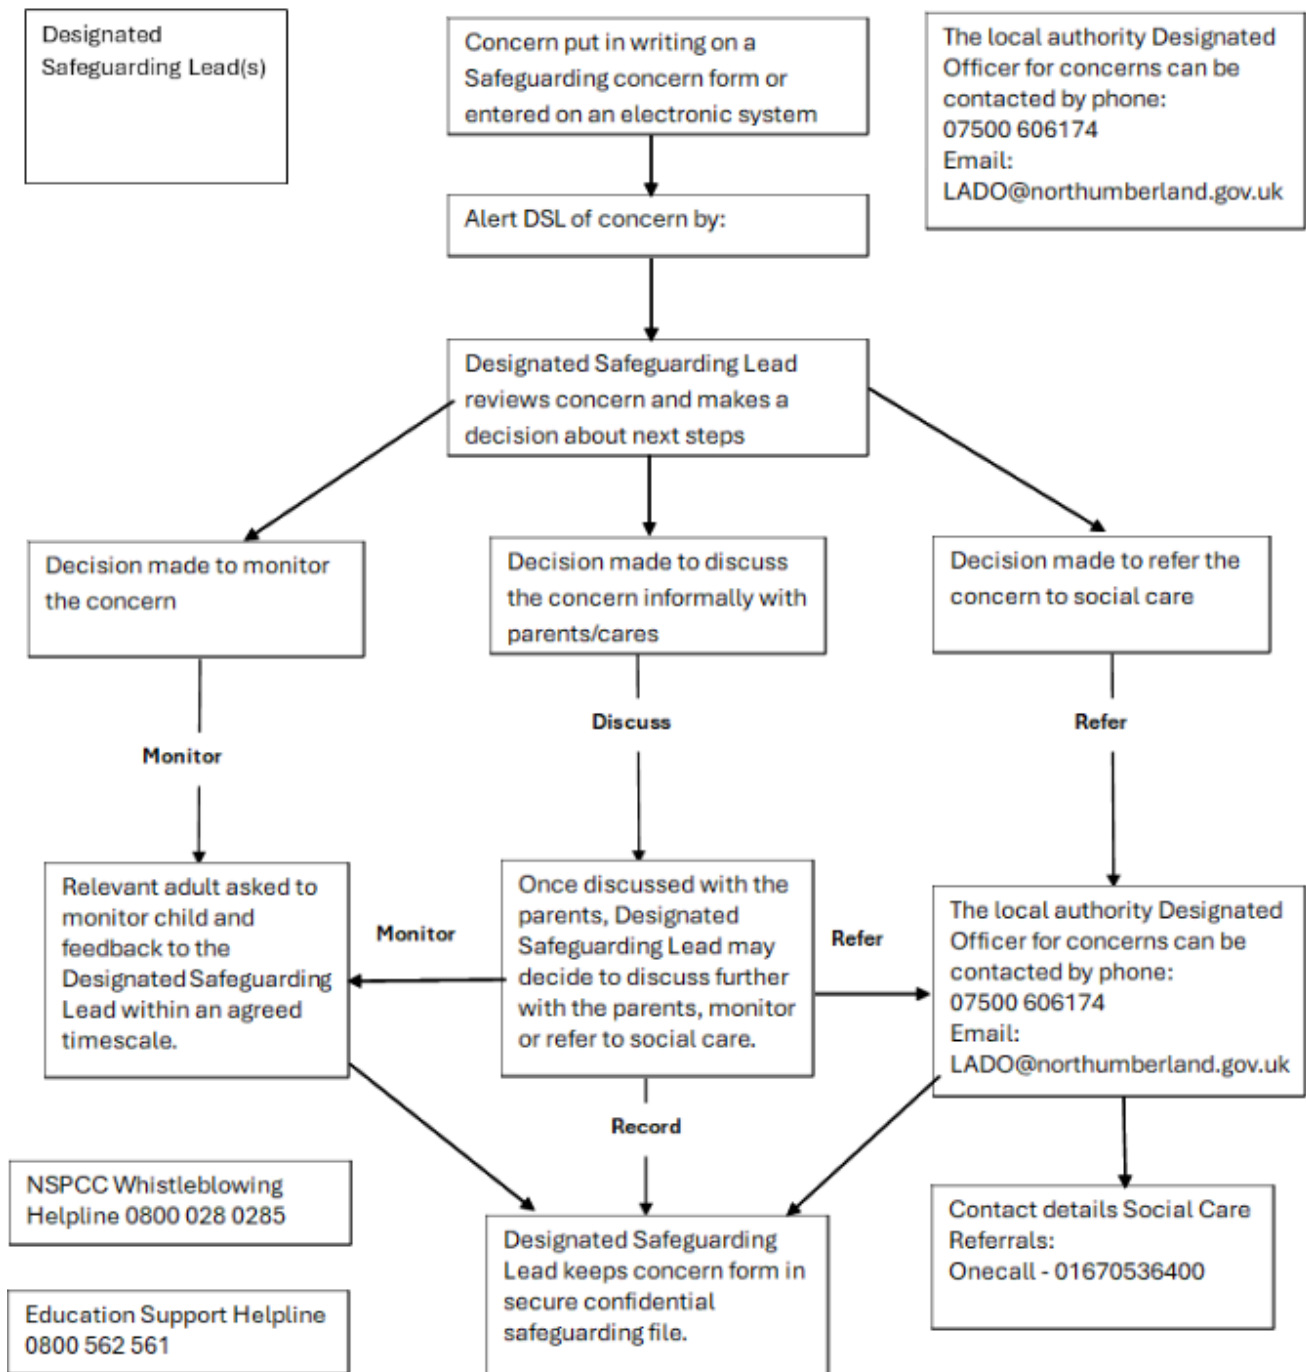 Designated
Safeguarding Lead(s)
Concern put in writing on a
Safeguarding concern form or
entered on an electronic system
The local authority Designated
Officer for concerns can be
contacted by phone:
07500 606174
Email:
LADO@northumberland.gov.uk
Alert DSL of concern by:
Designated Safeguarding Lead
reviews concern and makes a
decision about next steps
Decision made to monitor
the concern
Decision made to discuss
the concern informally with
parents/cares
Decision made to refer the
concern to social care
Monitor
Discuss
Refer
Relevant adult asked to
monitor child and
feedback to the
Designated Safeguarding
Lead within an agreed
timescale.
Monitor
Once discussed with the
parents, Designated
Safeguarding Lead may
decide to discuss further
with the parents, monitor
or refer to social care.
Refer
The local authority Designated
Officer for concerns can be
contacted by phone:
07500 606174
Email:
LADO@northumberland.gov.uk
Record
NSPCC Whistleblowing
Helpline 0800 028 0285
Designated Safeguarding
Lead keeps concern form in
secure confidential
safeguarding file.
Contact details Social Care
Referrals:
Onecall - 01670536400
Education Support Helpline
0800 562 561